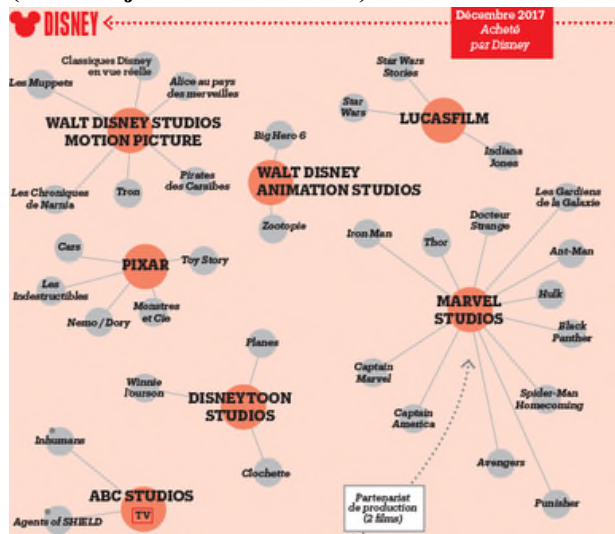 DISNEY
Décembre 2017
Acheté
par Disney
Classiques Disney
en vue réelle
Les Muppets
Alice au pays
des merveilles
WALT DISNEY STUDIOS
MOTION PICTURE
Les Chroniques
de Narnia
Tron
Pirates
des Caraïbes
Big Hero 6
WALT DISNEY
ANIMATION STUDIOS
Zootopie
Star Wars
Stories
Star
Wars
LUCASFILM
Indiana
Jones
Cars
PIXAR
Toy Story
Les
Indestructibles
Nemo / Dory
Monstres
et Cie
Iron Man
Thor
Docteur
Strange
Les Gardiens
de la Galaxie
Ant-Man
Hulk
MARVEL
STUDIOS
Black
Panther
Captain
Marvel
Captain
America
Spider-Man
Homecoming
Avengers
Punisher
Planes
Winnie
l'ourson
DISNEYTOON
STUDIOS
Clochette
Inhumans
ABC STUDIOS
TV
Agents of SHIELD
Partenariat
de production
(2 films)